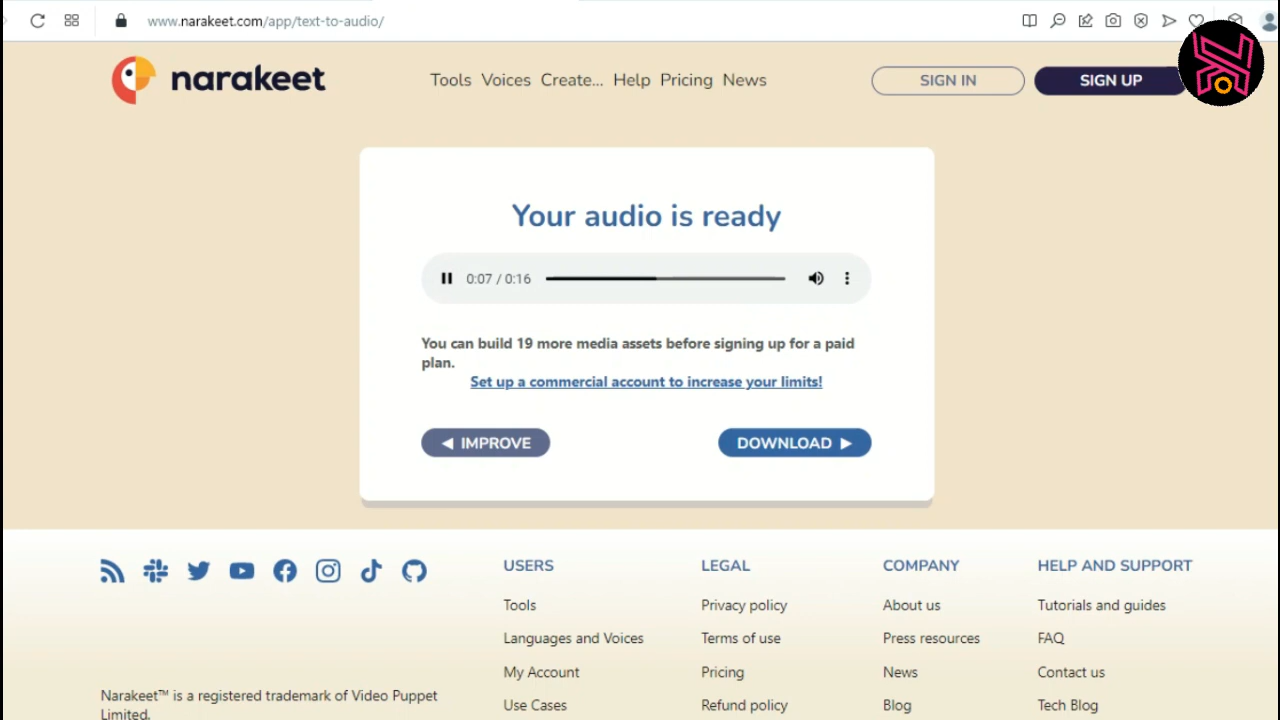 www.narakeet.com/app/text-to-audio/
narakeet
Tools Voices Create... Help Pricing News
SIGN IN
SIGN UP
Your audio is ready
0:07 / 0:16
You can build 19 more media assets before signing up for a paid
plan.
Set up a commercial account to increase your limits!
◀ IMPROVE
DOWNLOAD ▶
USERS
Tools
Languages and Voices
My Account
Use Cases
LEGAL
Privacy policy
Terms of use
Pricing
Refund policy
COMPANY
About us
Press resources
News
Blog
HELP AND SUPPORT
Tutorials and guides
FAQ
Contact us
Tech Blog
Narakeet™ is a registered trademark of Video Puppet
Limited.